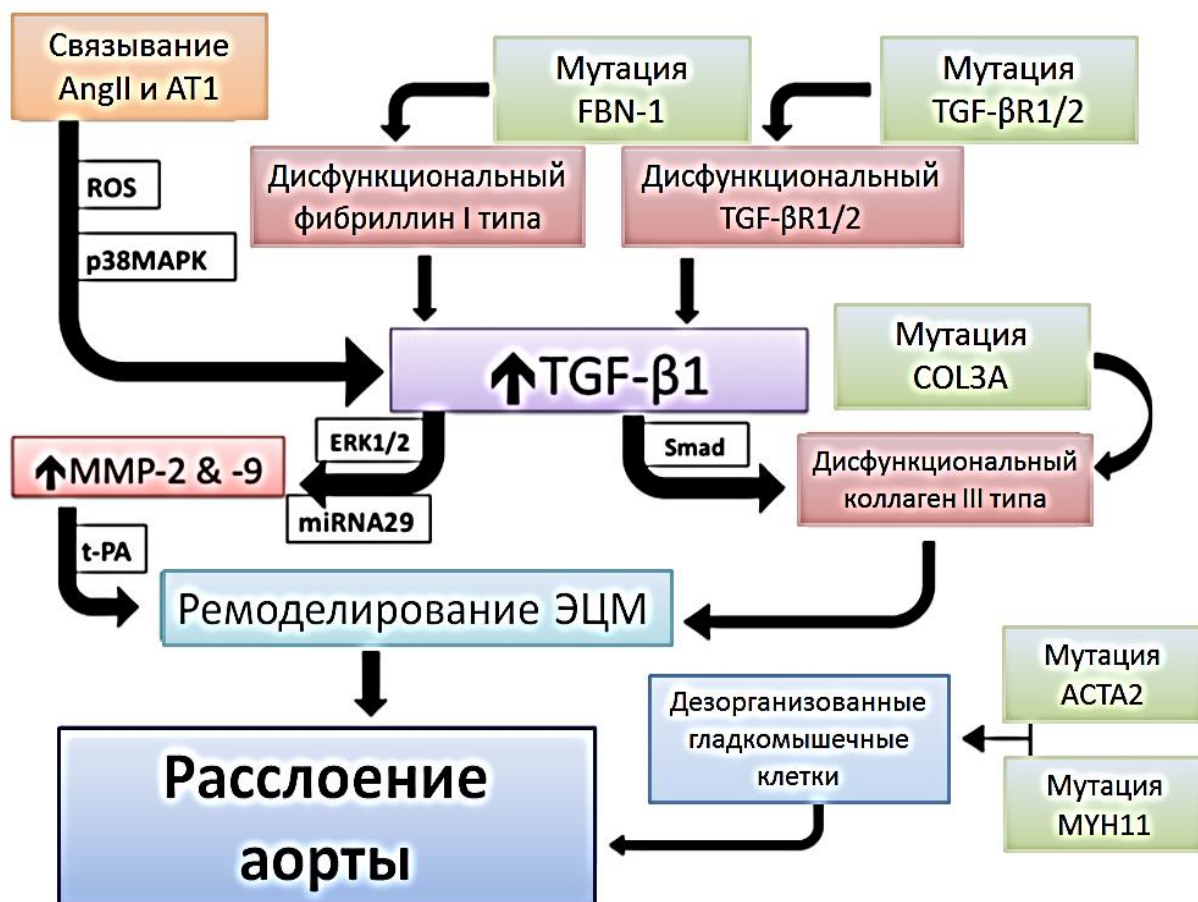 Связывание
AngII и AT1
Мутация
FBN-1
Мутация
TGF-βR1/2
ROS
p38MAPK
Дисфункциональный
фибриллин I типа
Дисфункциональный
TGF-βR1/2
↑TGF-β1
Мутация
COL3A
ERK1/2
miRNA29
Smad
↑MMP-2 & -9
Дисфункциональный
коллаген III типа
t-PA
Ремоделирование ЭЦМ
Мутация
ACTA2
Дезорганизованные
гладкомышечные
клетки
Мутация
MYH11
Расслоение
аорты